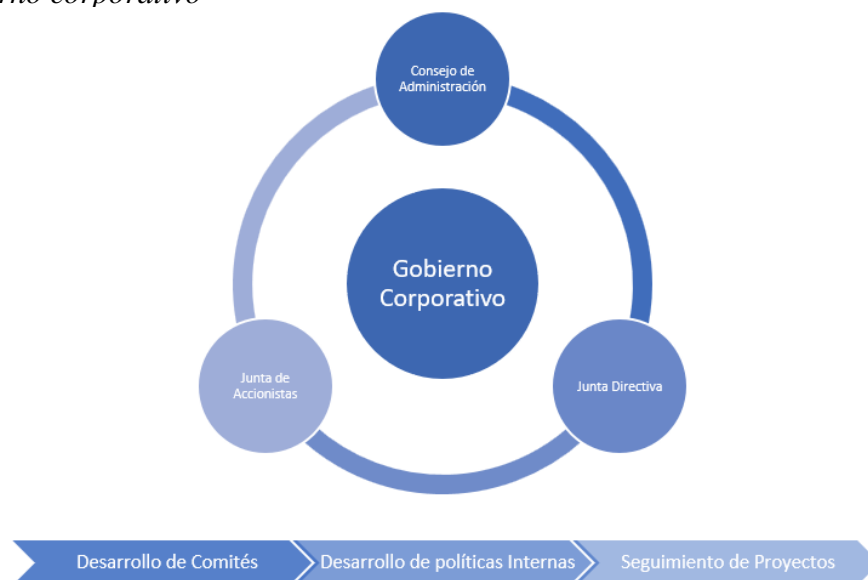 corporativo
Consejo de
Administración
Gobierno
Corporativo
Junta de
Accionistas
Junta Directiva
Desarrollo de Comités
Desarrollo de políticas Internas
Seguimiento de Proyectos